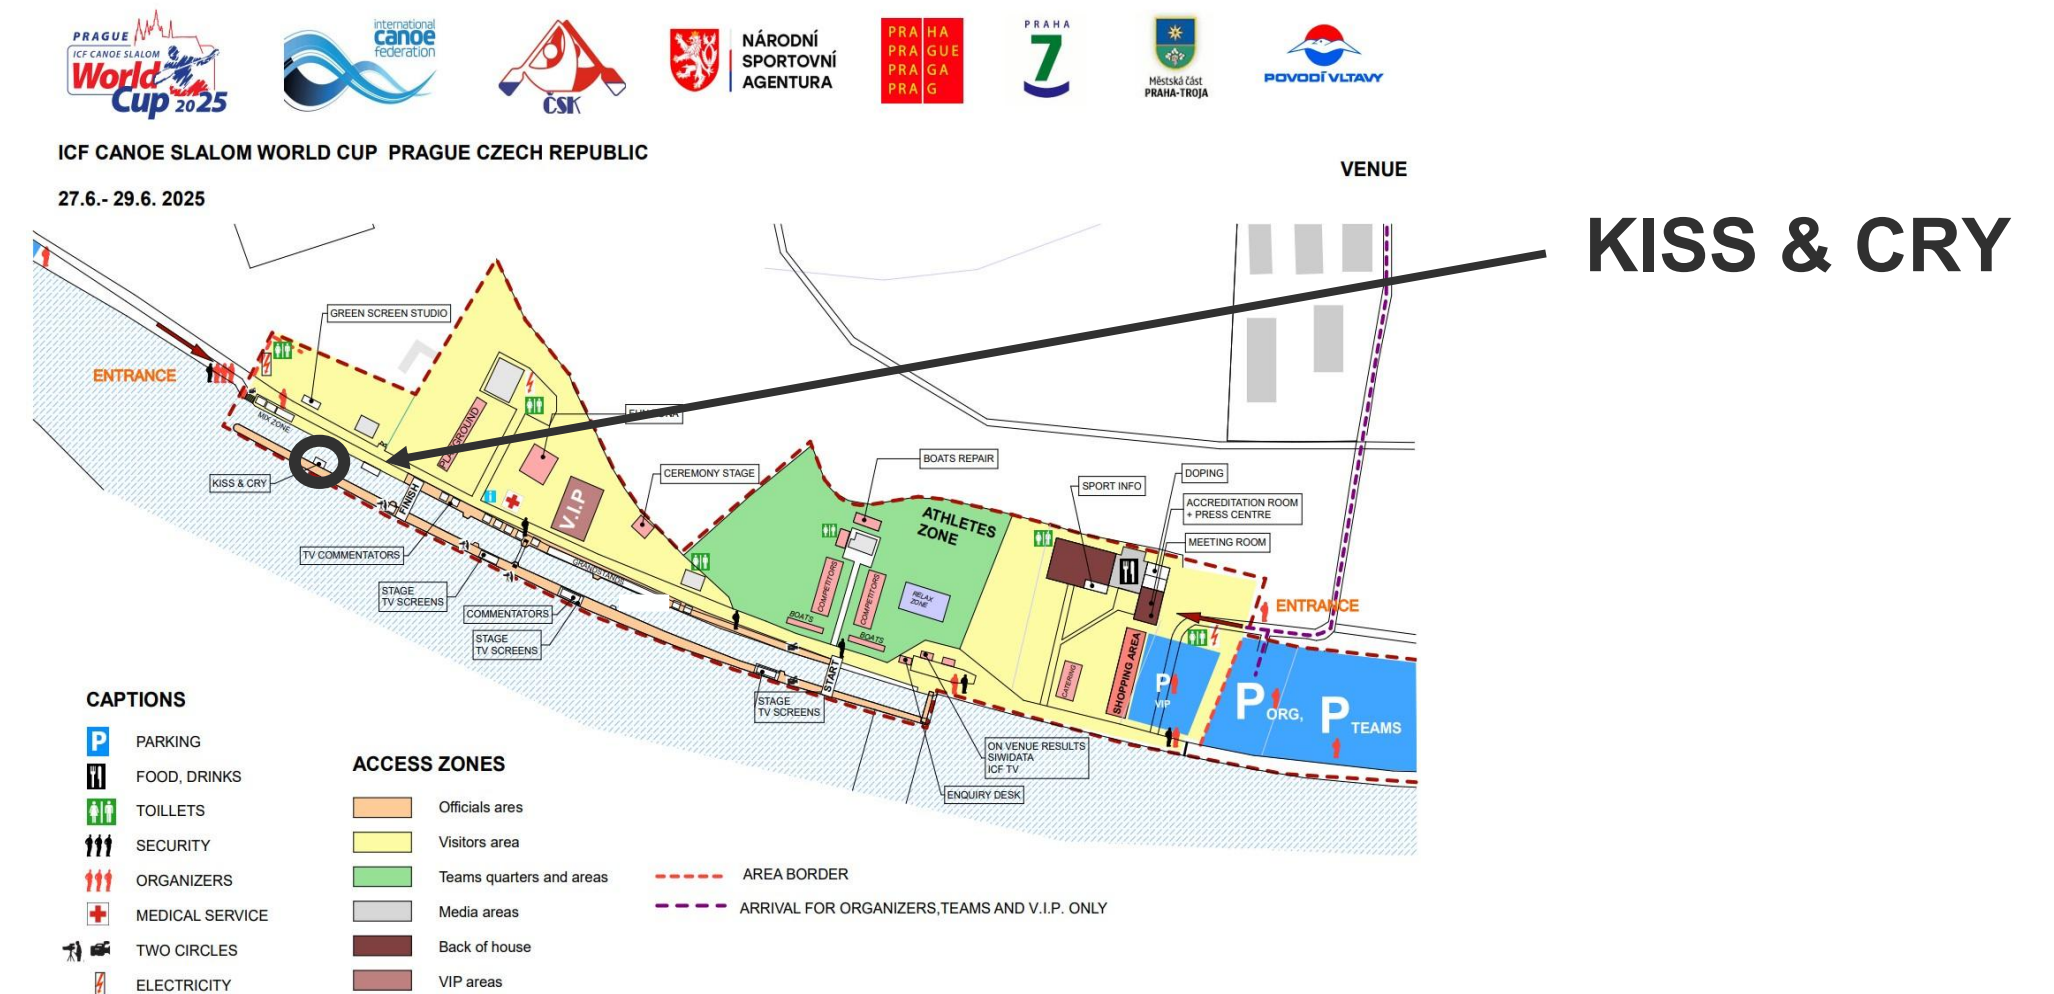 PRAGUE
ICF CANOE SLALOM
World
Cup 2025
international
canoe
federation
ČSK
NÁRODNÍ
SPORTOVNÍ
AGENTURA
PRA HA
PRA GUE
PRA GA
PRA G
PRAHA
7
Městská část
PRAHA-TROJA
POVODÍ VLTAVY
ICF CANOE SLALOM WORLD CUP PRAGUE CZECH REPUBLIC
VENUE
27.6.- 29.6. 2025
KISS & CRY
GREEN SCREEN STUDIO
ENTRANCE
MIX ZONE
PLAYGROUND
KISS & CRY
FINISH
i
V.I.P
CEREMONY STAGE
BOATS REPAIR
SPORT INFO
DOPING
ACCREDITATION ROOM
+ PRESS CENTRE
MEETING ROOM
ATHLETES
ZONE
TV COMMENTATORS
GRANDSTANDS
STAGE
TV SCREENS
COMMENTATORS
STAGE
TV SCREENS
COMPETITORS
COMPETITORS
RELAX
ZONE
BOATS
BOATS
ENTRANCE
START
STAGE
TV SCREENS
CATERING
SHOPPING AREA
P
VIP
P ORG,
P TEAMS
ON VENUE RESULTS
SIWIDATA
ICF TV
ENQUIRY DESK
CAPTIONS
P PARKING
FOOD, DRINKS
TOILLETS
SECURITY
ORGANIZERS
MEDICAL SERVICE
TWO CIRCLES
ELECTRICITY
ACCESS ZONES
Officials ares
Visitors area
Teams quarters and areas
Media areas
Back of house
VIP areas
AREA BORDER
ARRIVAL FOR ORGANIZERS,TEAMS AND V.I.P. ONLY